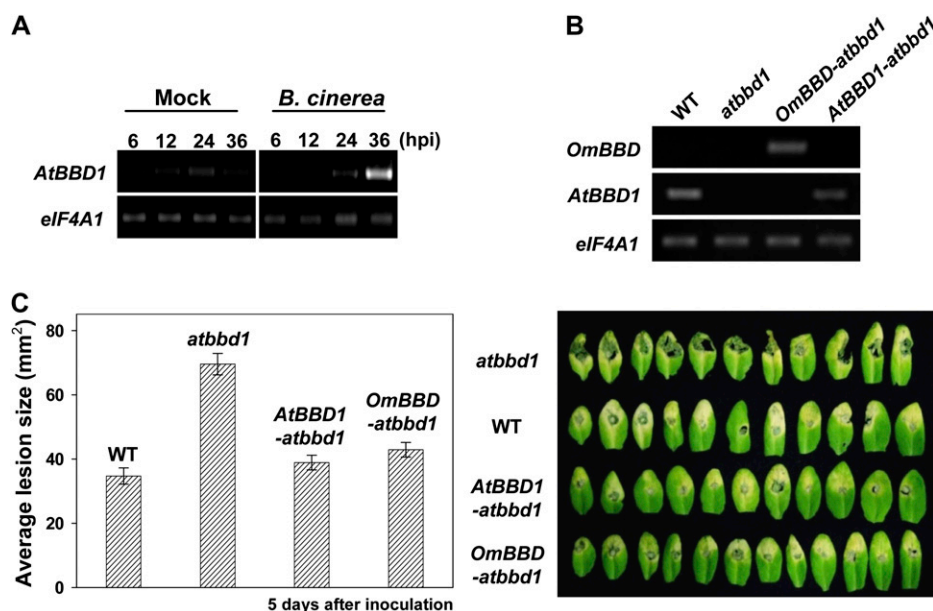 A
Mock
B. cinerea
6 12 24 36 6 12 24 36 (hpi)
AtBBD1
eIF4A1
B
WT
atbbd1
OmBBD-atbbd1
AtBBD1-atbbd1
OmBBD
AtBBD1
eIF4A1
C
Average lesion size (mm²)
80
60
40
20
0
WT
atbbd1
AtBBD1
-atbbd1
OmBBD
-atbbd1
5 days after inoculation
atbbd1
WT
AtBBD1
-atbbd1
OmBBD
-atbbd1